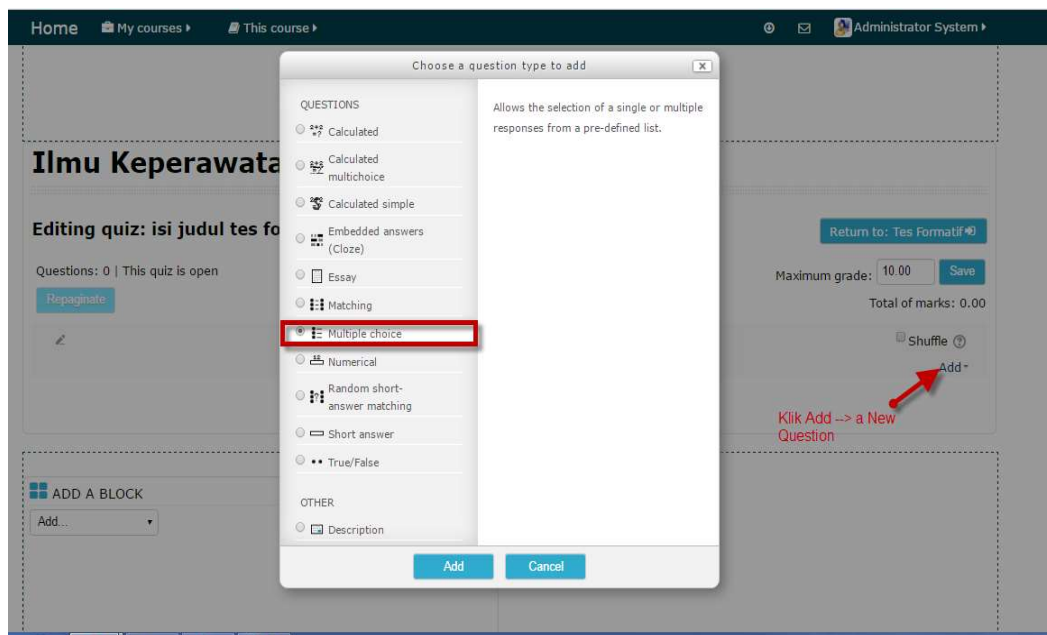 Home My courses This course Administrator System
Choose a question type to add
QUESTIONS
Calculated
Calculated
multichoice
Calculated simple
Embedded answers
(Cloze)
Essay
Matching
Multiple choice
Numerical
Random short-
answer matching
Short answer
True/False
OTHER
Description
Allows the selection of a single or multiple
responses from a pre-defined list.
Add Cancel
Ilmu Keperawata
Editing quiz: isi judul tes fo
Return to: Tes Formatif
Questions: 0 | This quiz is open
Maximum grade: 10.00 Save
Repaginate
Total of marks: 0.00
Shuffle
Add
Klik Add --> a New
Question
ADD A BLOCK
Add...